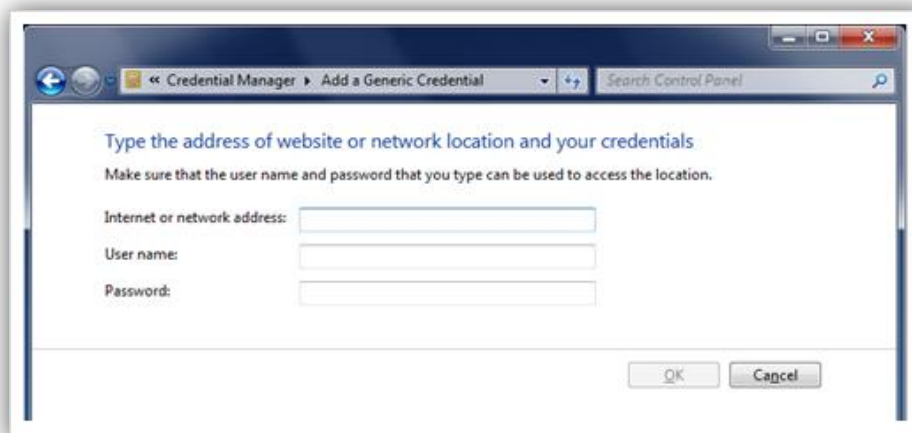 « Credential Manager ▸ Add a Generic Credential
Search Control Panel
Type the address of website or network location and your credentials
Make sure that the user name and password that you type can be used to access the location.
Internet or network address:
User name:
Password:
OK
Cancel